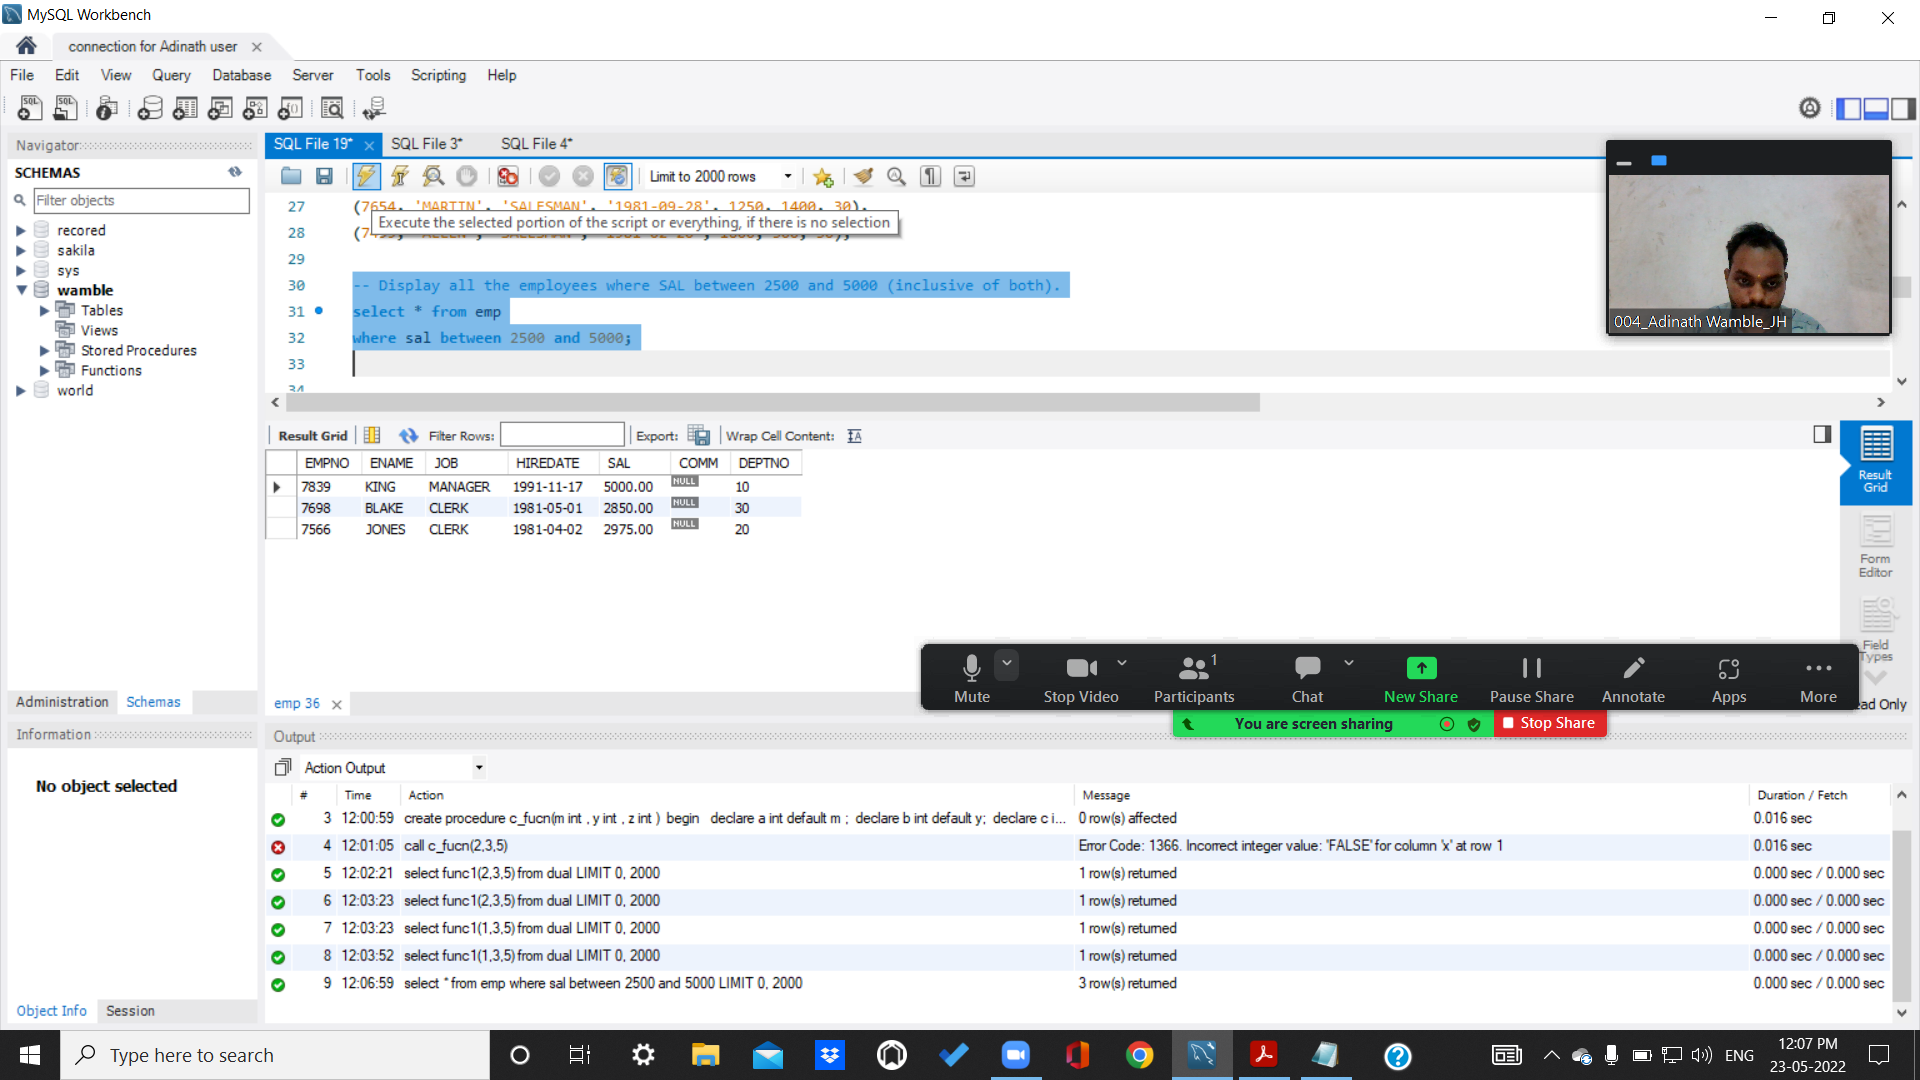 MySQL Workbench
connection for Adinath user
File Edit View Query Database Server Tools Scripting Help
Navigator
SCHEMAS
Filter objects
recored
sakila
sys
wamble
Tables
Views
Stored Procedures
Functions
world
Administration Schemas
Information
No object selected
Object Info Session
SQL File 19* SQL File 3* SQL File 4*
Limit to 2000 rows
27 (7654, 'MARTIN', 'SALESMAN', '1981-09-28', 1250, 1400, 30),
Execute the selected portion of the script or everything, if there is no selection
28
29
30 -- Display all the employees where SAL between 2500 and 5000 (inclusive of both).
31 select * from emp
32 where sal between 2500 and 5000;
33
34
004_Adinath Wamble_JH
Result Grid Filter Rows: Export: Wrap Cell Content:
EMPNO ENAME JOB HIREDATE SAL COMM DEPTNO
7839 KING MANAGER 1991-11-17 5000.00 NULL 10
7698 BLAKE CLERK 1981-05-01 2850.00 NULL 30
7566 JONES CLERK 1981-04-02 2975.00 NULL 20
Result Grid
Form Editor
Field Types
ead Only
Mute Stop Video Participants 1 Chat New Share Pause Share Annotate Apps More
You are screen sharing Stop Share
emp 36
Output
Action Output
# Time Action Message Duration / Fetch
3 12:00:59 create procedure c_fucn(m int , y int , z int ) begin declare a int default m ; declare b int default y; declare c i... 0 row(s) affected 0.016 sec
4 12:01:05 call c_fucn(2,3,5) Error Code: 1366. Incorrect integer value: 'FALSE' for column 'x' at row 1 0.016 sec
5 12:02:21 select func1(2,3,5) from dual LIMIT 0, 2000 1 row(s) returned 0.000 sec / 0.000 sec
6 12:03:23 select func1(2,3,5) from dual LIMIT 0, 2000 1 row(s) returned 0.000 sec / 0.000 sec
7 12:03:23 select func1(1,3,5) from dual LIMIT 0, 2000 1 row(s) returned 0.000 sec / 0.000 sec
8 12:03:52 select func1(1,3,5) from dual LIMIT 0, 2000 1 row(s) returned 0.000 sec / 0.000 sec
9 12:06:59 select * from emp where sal between 2500 and 5000 LIMIT 0, 2000 3 row(s) returned 0.000 sec / 0.000 sec
Type here to search
ENG
12:07 PM
23-05-2022